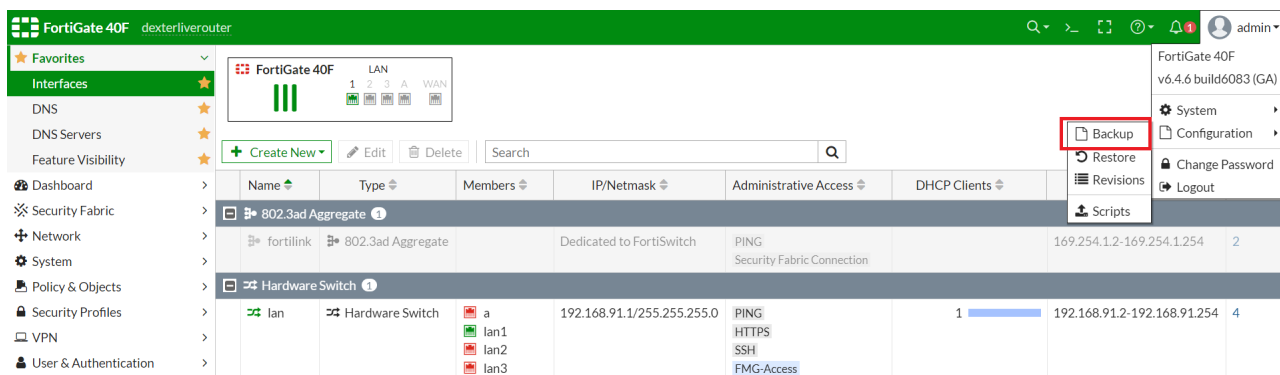 FortiGate 40F dexterliverouter >_ 1 admin
Favorites
Interfaces
DNS
DNS Servers
Feature Visibility
Dashboard
Security Fabric
Network
System
Policy & Objects
Security Profiles
VPN
User & Authentication
FortiGate 40F LAN
1 2 3 A WAN
FortiGate 40F
v6.4.6 build6083 (GA)
System
Configuration
Change Password
Logout
Backup
Restore
Revisions
Scripts
Create New Edit Delete Search
Name Type Members IP/Netmask Administrative Access DHCP Clients
802.3ad Aggregate 1
fortilink 802.3ad Aggregate Dedicated to FortiSwitch PING 169.254.1.2-169.254.1.254 2
Security Fabric Connection
Hardware Switch 1
lan Hardware Switch a 192.168.91.1/255.255.255.0 PING 1 192.168.91.2-192.168.91.254 4
lan1 HTTPS
lan2 SSH
lan3 FMG-Access